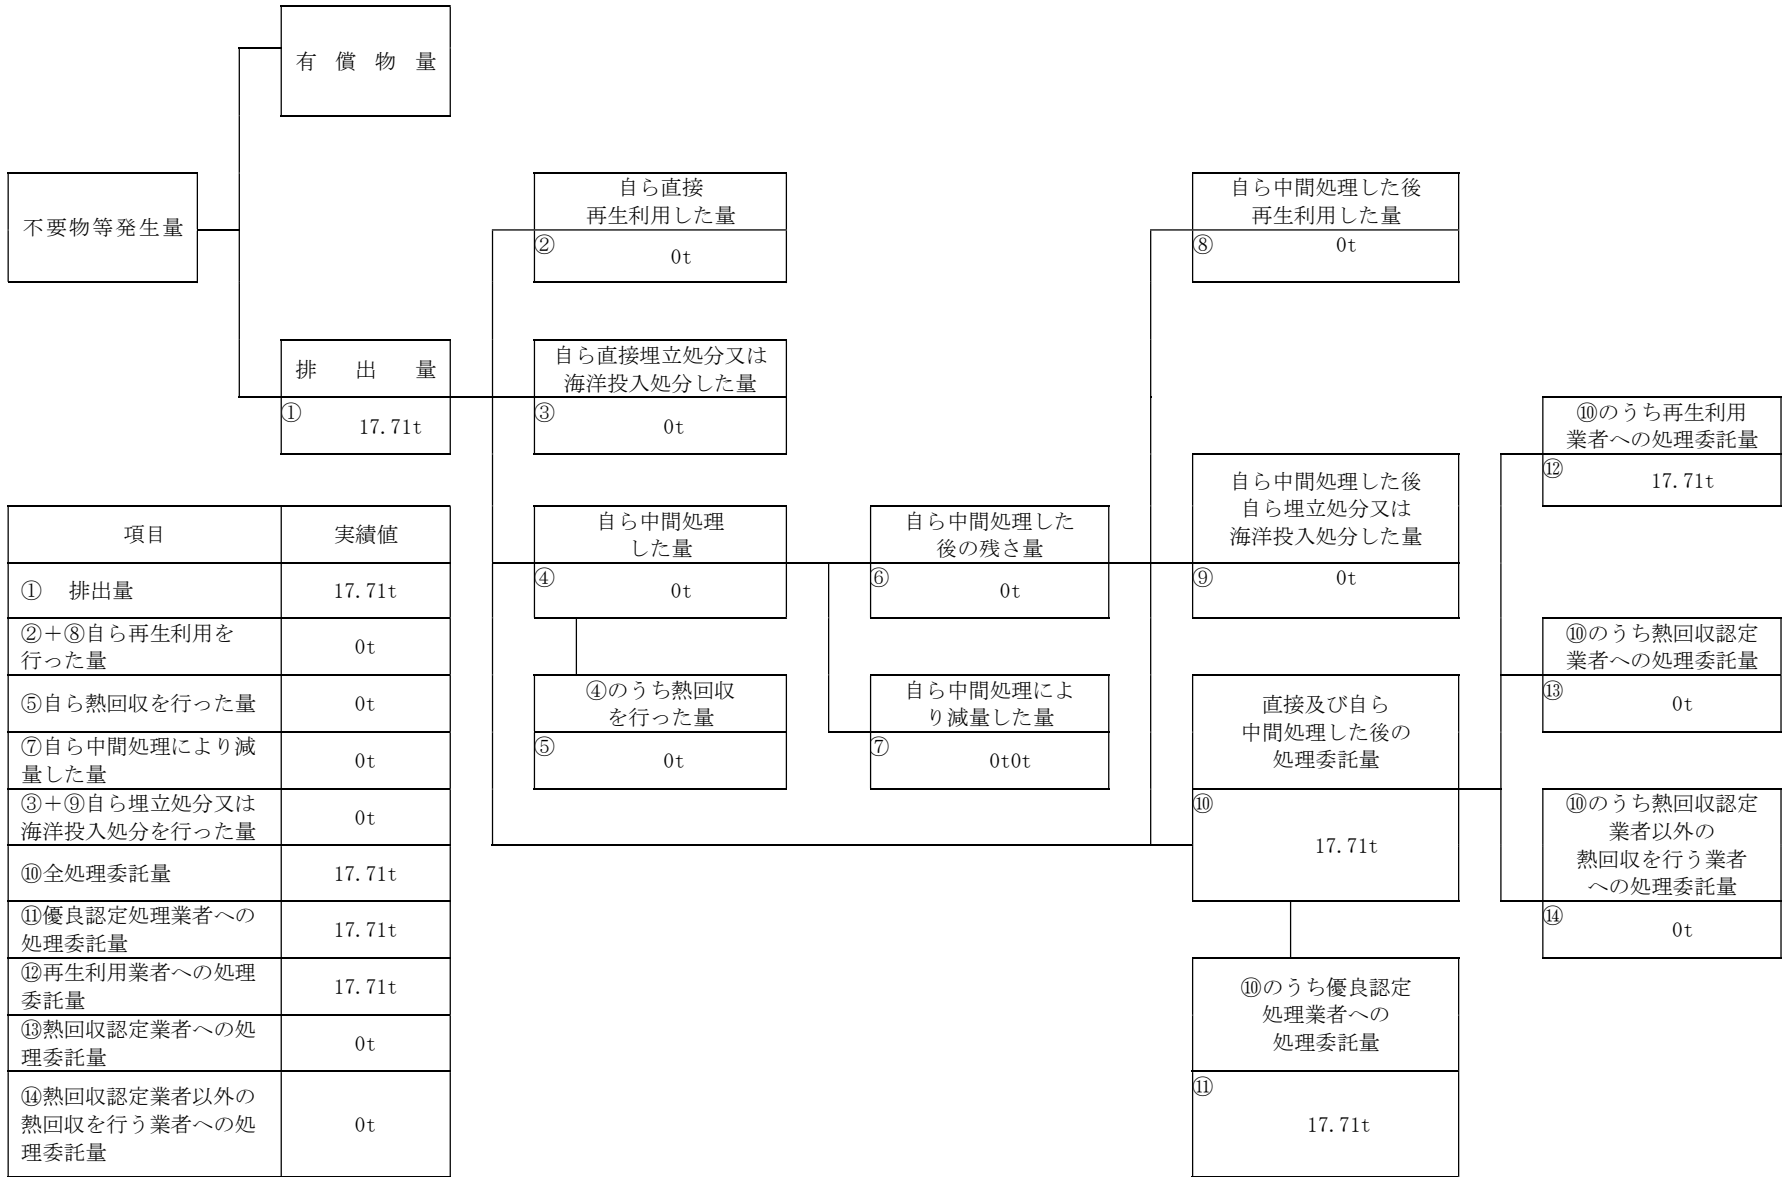 有　償　物　量
不要物等発生量
排　出　量
①
17.71t
自ら直接
再生利用した量
②
0t
自ら直接埋立処分又は
海洋投入処分した量
③
0t
自ら中間処理
した量
④
0t
④のうち熱回収
を行った量
⑤
0t
自ら中間処理した
後の残さ量
⑥
0t
自ら中間処理によ
り減量した量
⑦
0t0t
自ら中間処理した後
再生利用した量
⑧
0t
自ら中間処理した後
自ら埋立処分又は
海洋投入処分した量
⑨
0t
直接及び自ら
中間処理した後の
処理委託量
⑩
17.71t
⑩のうち優良認定
処理業者への
処理委託量
⑪
17.71t
⑩のうち再生利用
業者への処理委託量
⑫
17.71t
⑩のうち熱回収認定
業者への処理委託量
⑬
0t
⑩のうち熱回収認定
業者以外の
熱回収を行う業者
への処理委託量
⑭
0t
項目　実績値
①　排出量　17.71t
②＋⑧自ら再生利用を
行った量　0t
⑤自ら熱回収を行った量　0t
⑦自ら中間処理により減
量した量　0t
③＋⑨自ら埋立処分又は
海洋投入処分を行った量　0t
⑩全処理委託量　17.71t
⑪優良認定処理業者への
処理委託量　17.71t
⑫再生利用業者への処理
委託量　17.71t
⑬熱回収認定業者への処
理委託量　0t
⑭熱回収認定業者以外の
熱回収を行う業者への処
理委託量　0t